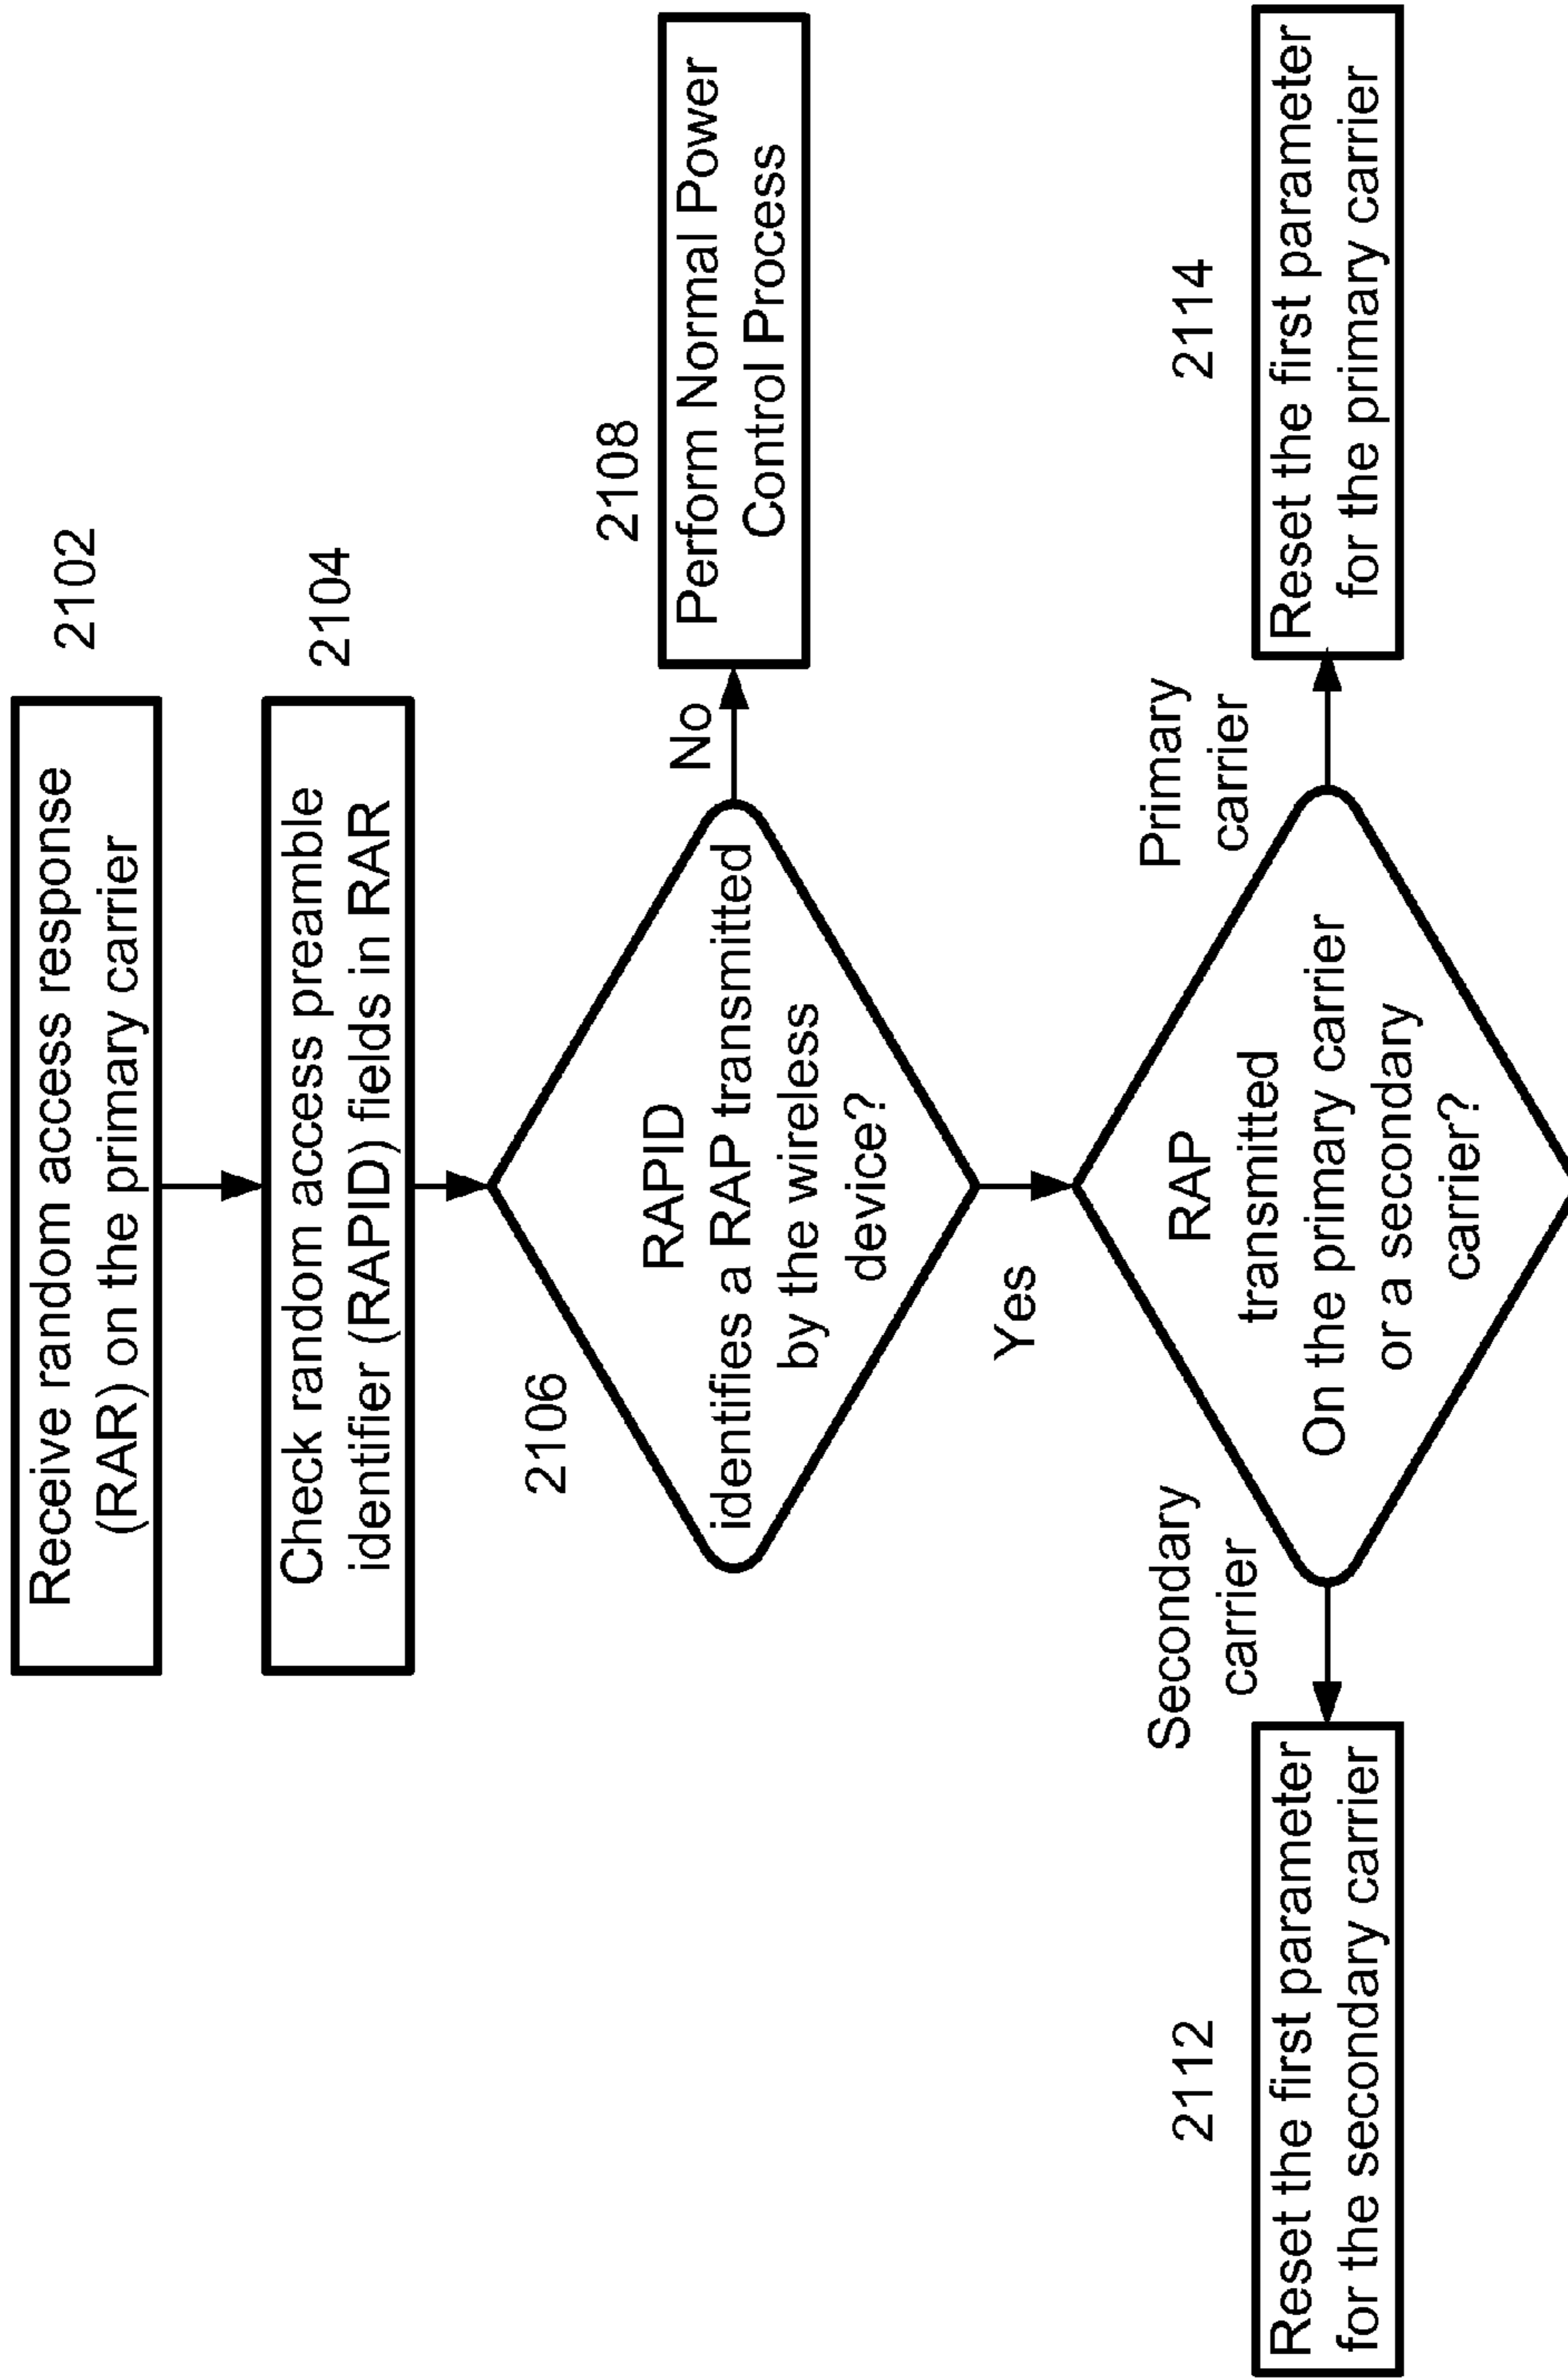 2102
Receive random access response
(RAR) on the primary carrier
2104
Check random access preamble
identifier (RAPID) fields in RAR
2106
RAPID
identifies a RAP transmitted
by the wireless
device?
No
2108
Perform Normal Power
Control Process
Yes
RAP
transmitted
On the primary carrier
or a secondary
carrier?
Secondary
carrier
2112
Reset the first parameter
for the secondary carrier
Primary
carrier
2114
Reset the first parameter
for the primary carrier